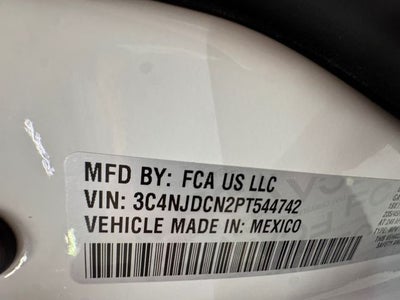 MFD BY: FCA US LLC
VIN: 3C4NJDCN2PT544742
VEHICLE MADE IN: MEXICO